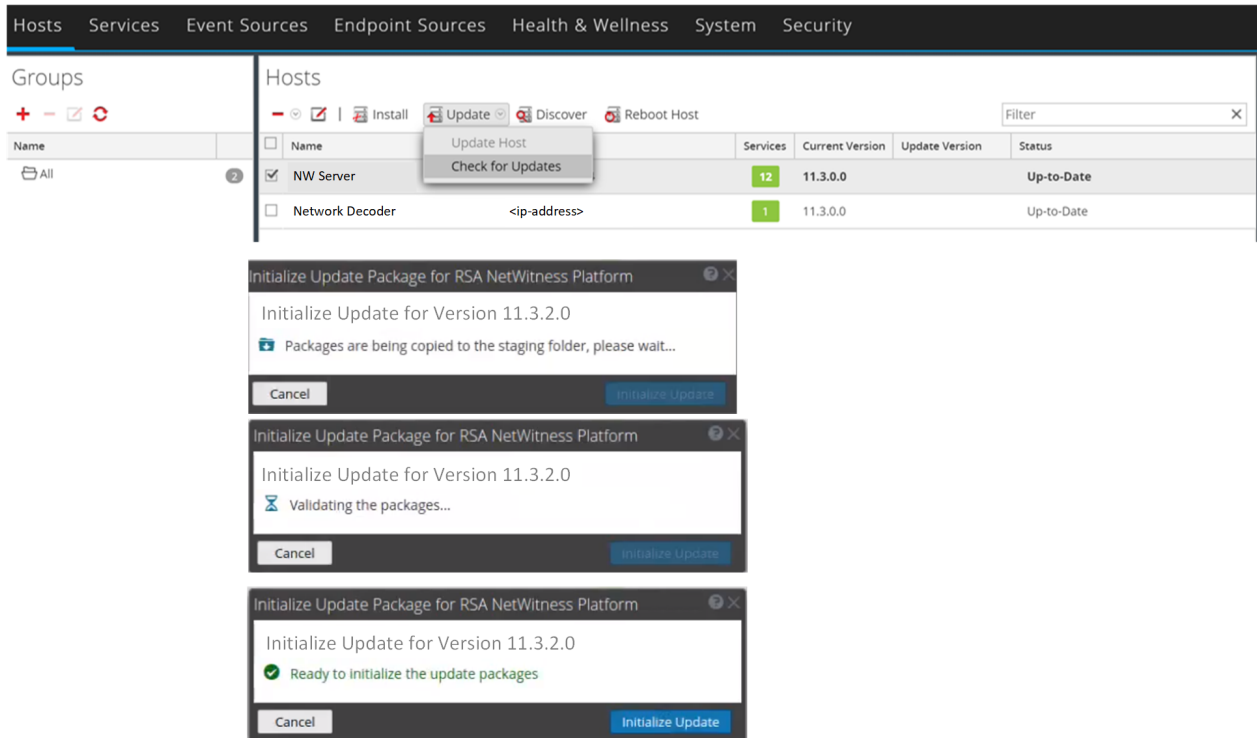 Hosts Services Event Sources Endpoint Sources Health & Wellness System Security
Groups
Hosts
Install Update Discover Reboot Host Filter
Name
Name Services Current Version Update Version Status
Update Host
Check for Updates
All 2
NW Server 12 11.3.0.0 Up-to-Date
Network Decoder <ip-address> 1 11.3.0.0 Up-to-Date
Initialize Update Package for RSA NetWitness Platform
Initialize Update for Version 11.3.2.0
Packages are being copied to the staging folder, please wait...
Cancel Initialize Update
Initialize Update Package for RSA NetWitness Platform
Initialize Update for Version 11.3.2.0
Validating the packages...
Cancel Initialize Update
Initialize Update Package for RSA NetWitness Platform
Initialize Update for Version 11.3.2.0
Ready to initialize the update packages
Cancel Initialize Update